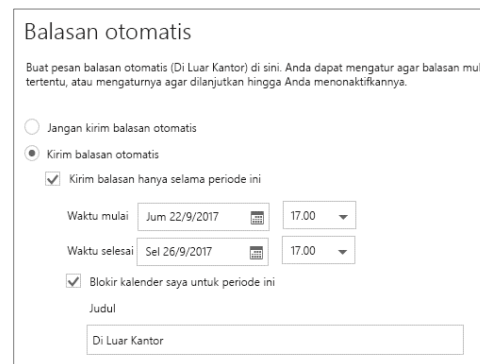 Balasan otomatis
Buat pesan balasan otomatis (Di Luar Kantor) di sini. Anda dapat mengatur agar balasan mul
tertentu, atau mengaturnya agar dilanjutkan hingga Anda menonaktifkannya.
Jangan kirim balasan otomatis
Kirim balasan otomatis
Kirim balasan hanya selama periode ini
Waktu mulai Jum 22/9/2017 17.00
Waktu selesai Sel 26/9/2017 17.00
Blokir kalender saya untuk periode ini
Judul
Di Luar Kantor